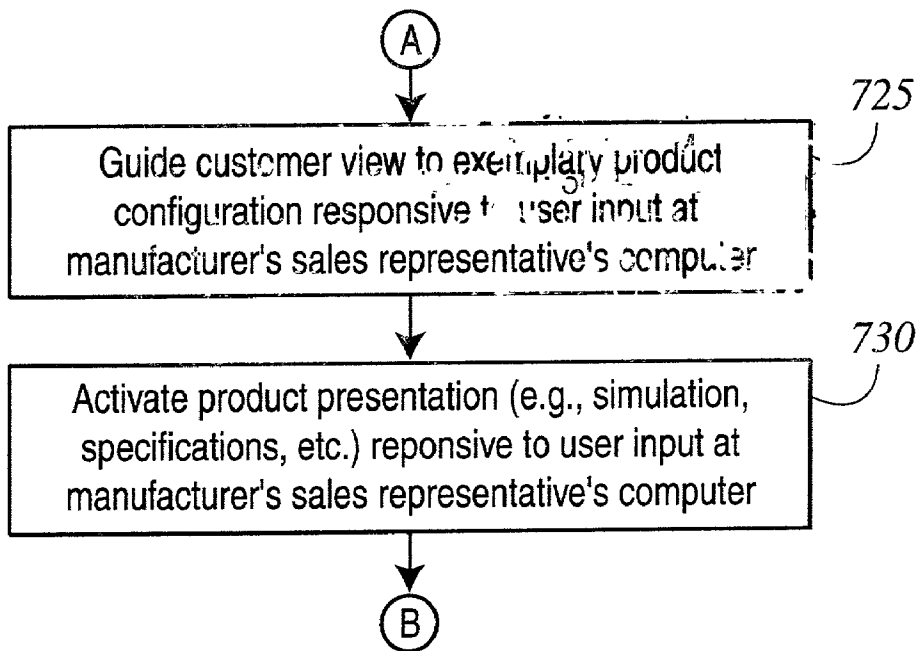 A
725
Guide customer view to exemplary product
configuration responsive to user input at
manufacturer's sales representative's computer
730
Activate product presentation (e.g., simulation,
specifications, etc.) reponsive to user input at
manufacturer's sales representative's computer
B